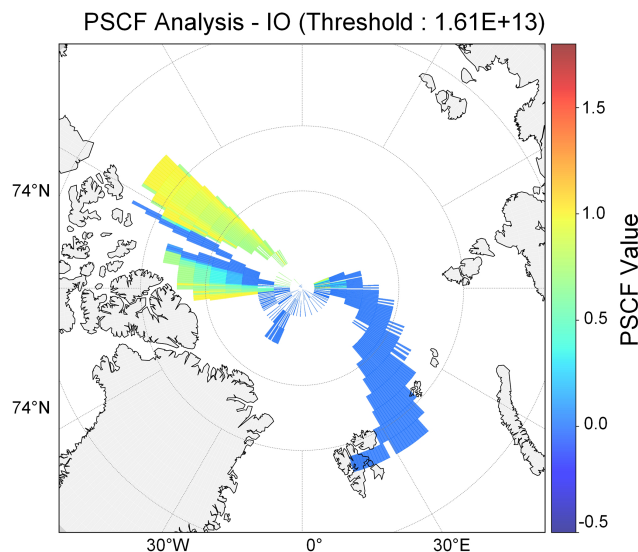 PSCF Analysis - IO (Threshold : 1.61E+13)
74°N
74°N
30°W
0°
30°E
1.5
1.0
0.5
0.0
-0.5
PSCF Value